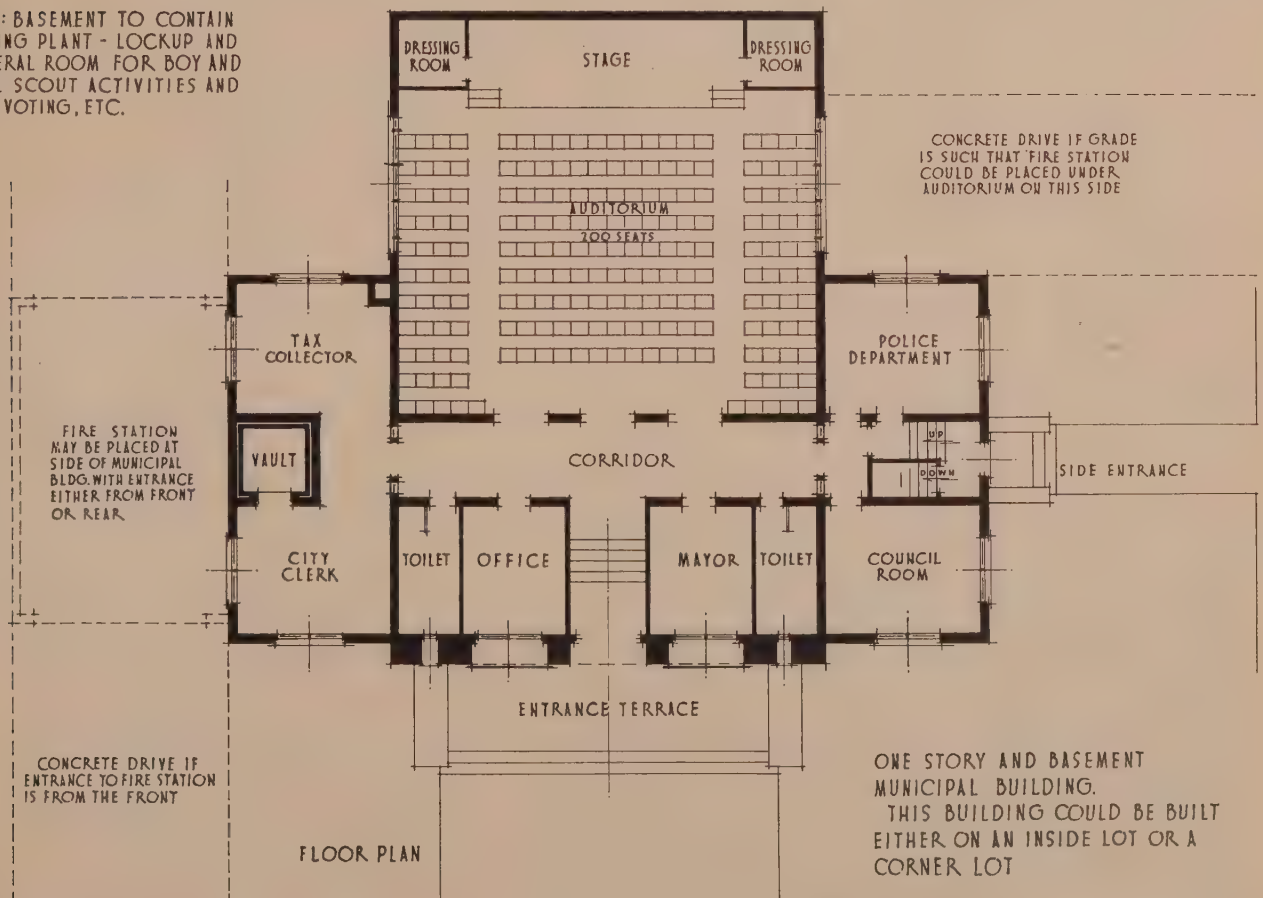 : BASEMENT TO CONTAIN
NG PLANT - LOCKUP AND
ERAL ROOM FOR BOY AND
L SCOUT ACTIVITIES AND
VOTING, ETC.
DRESSING
ROOM
STAGE
DRESSING
ROOM
CONCRETE DRIVE IF GRADE
IS SUCH THAT FIRE STATION
COULD BE PLACED UNDER
AUDITORIUM ON THIS SIDE
AUDITORIUM
200 SEATS
TAX
COLLECTOR
POLICE
DEPARTMENT
FIRE STATION
MAY BE PLACED AT
SIDE OF MUNICIPAL
BLDG. WITH ENTRANCE
EITHER FROM FRONT
OR REAR
VAULT
CORRIDOR
UP
DOWN
SIDE ENTRANCE
CITY
CLERK
TOILET
OFFICE
MAYOR
TOILET
COUNCIL
ROOM
ENTRANCE TERRACE
CONCRETE DRIVE IF
ENTRANCE TO FIRE STATION
IS FROM THE FRONT
FLOOR PLAN
ONE STORY AND BASEMENT
MUNICIPAL BUILDING.
THIS BUILDING COULD BE BUILT
EITHER ON AN INSIDE LOT OR A
CORNER LOT